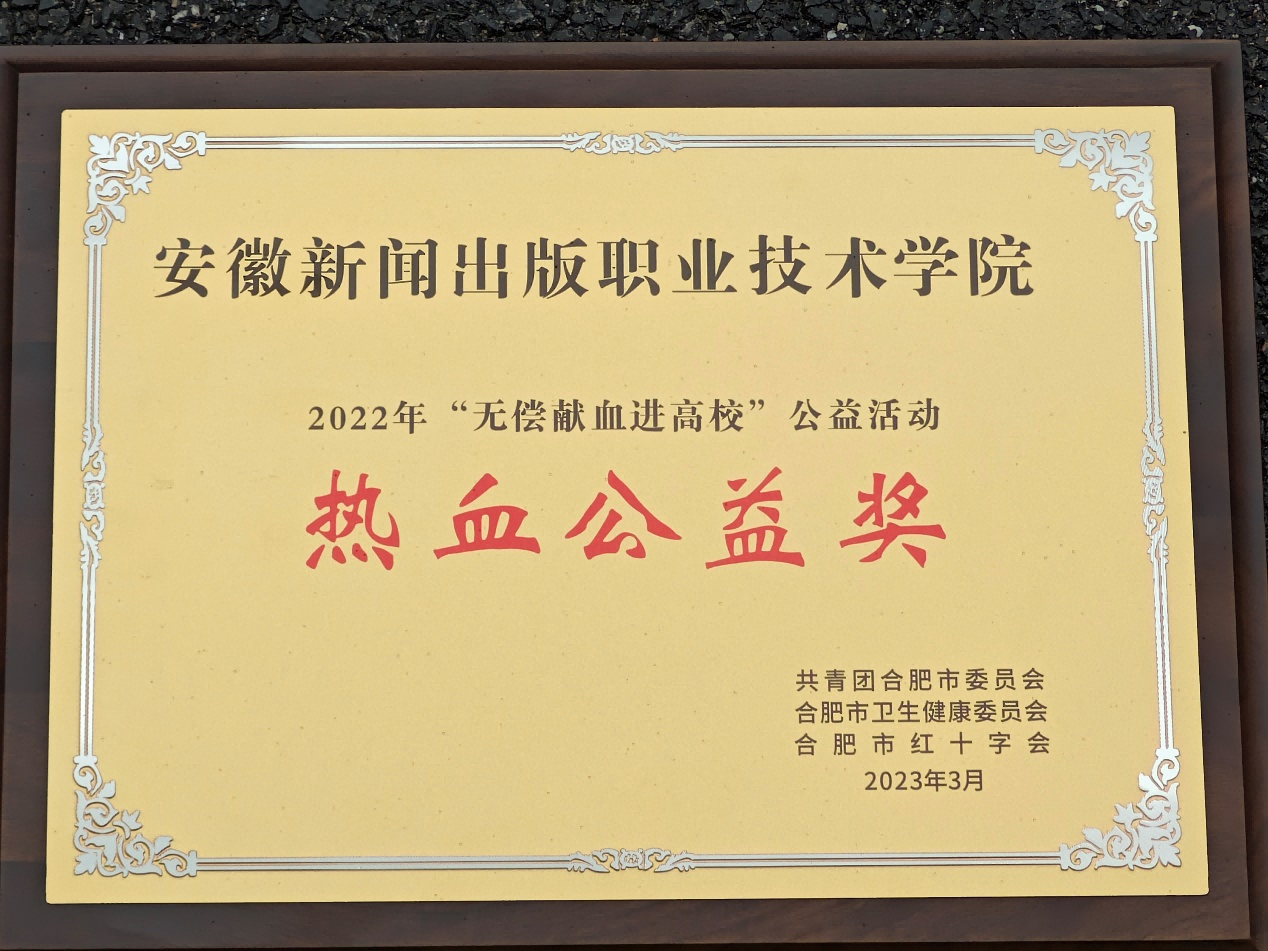 安徽新闻出版职业技术学院
2022年“无偿献血进高校”公益活动
热血公益奖
共青团合肥市委员会
合肥市卫生健康委员会
合肥市红十字会
2023年3月